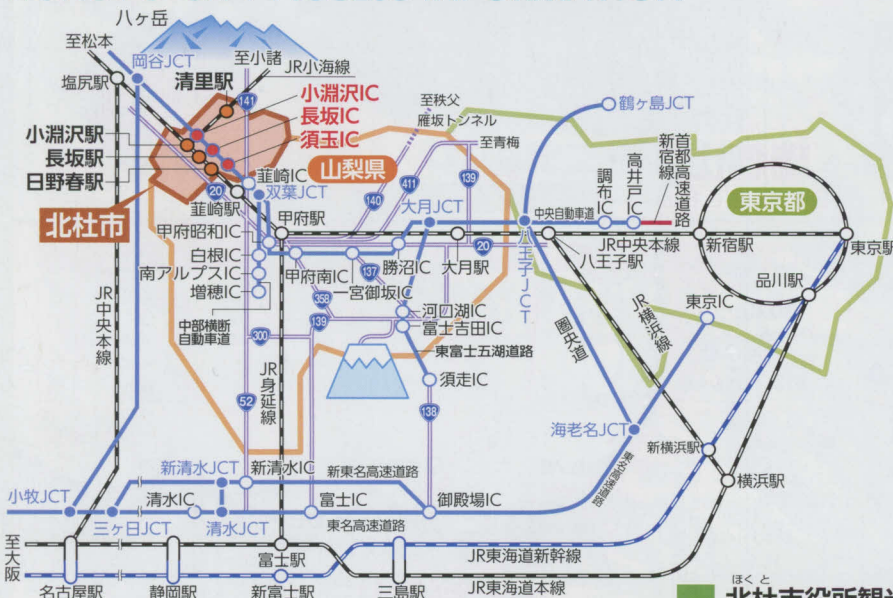 八ヶ岳
至松本
岡谷JCT
至小諸
JR小海線
塩尻駅
清里駅
141
小淵沢IC
長坂IC
須玉IC
小淵沢駅
長坂駅
日野春駅
20
韮崎IC
双葉JCT
山梨県
北杜市
韮崎駅
至秩父
雁坂トンネル
至青梅
140
411
139
鶴ヶ島JCT
調布IC
高井戸IC
首都高速道路
新宿線
東京都
甲府駅
大月JCT
中央自動車道
甲府昭和IC
白根IC
南アルプスIC
増穂IC
中部横断
自動車道
甲府南IC
137
一宮御坂IC
勝沼IC
20
大月駅
八王子JCT
JR中央本線
八王子駅
新宿駅
東京駅
品川駅
358
139
河口湖IC
富士吉田IC
東富士五湖道路
須走IC
138
300
52
JR中央本線
JR身延線
圏央道
JR横浜線
東京IC
海老名JCT
新横浜駅
横浜駅
東名高速道路
新清水JCT
新清水IC
新東名高速道路
小牧JCT
三ヶ日JCT
清水IC
清水JCT
富士IC
東名高速道路
御殿場IC
至大阪
名古屋駅
静岡駅
富士駅
新富士駅
三島駅
JR東海道新幹線
JR東海道本線
ほくと
北杜市役所観